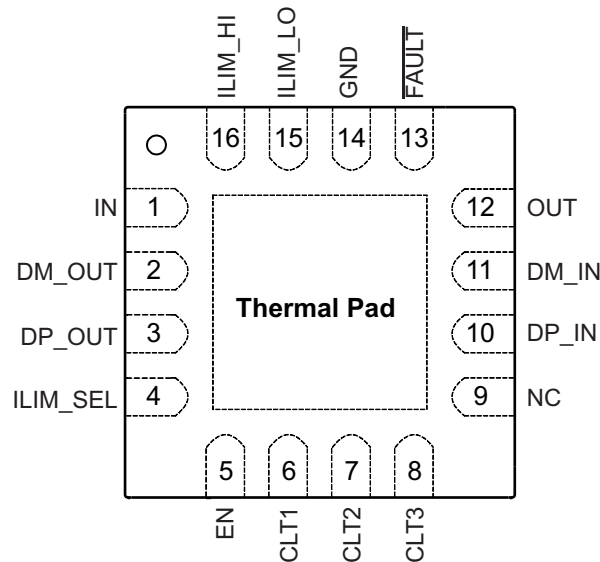 ILIM_HI
ILIM_LO
GND
FAULT
16
15
14
13
IN
1
12
OUT
DM_OUT
2
11
DM_IN
Thermal Pad
DP_OUT
3
10
DP_IN
ILIM_SEL
4
9
NC
5
6
7
8
EN
CLT1
CLT2
CLT3